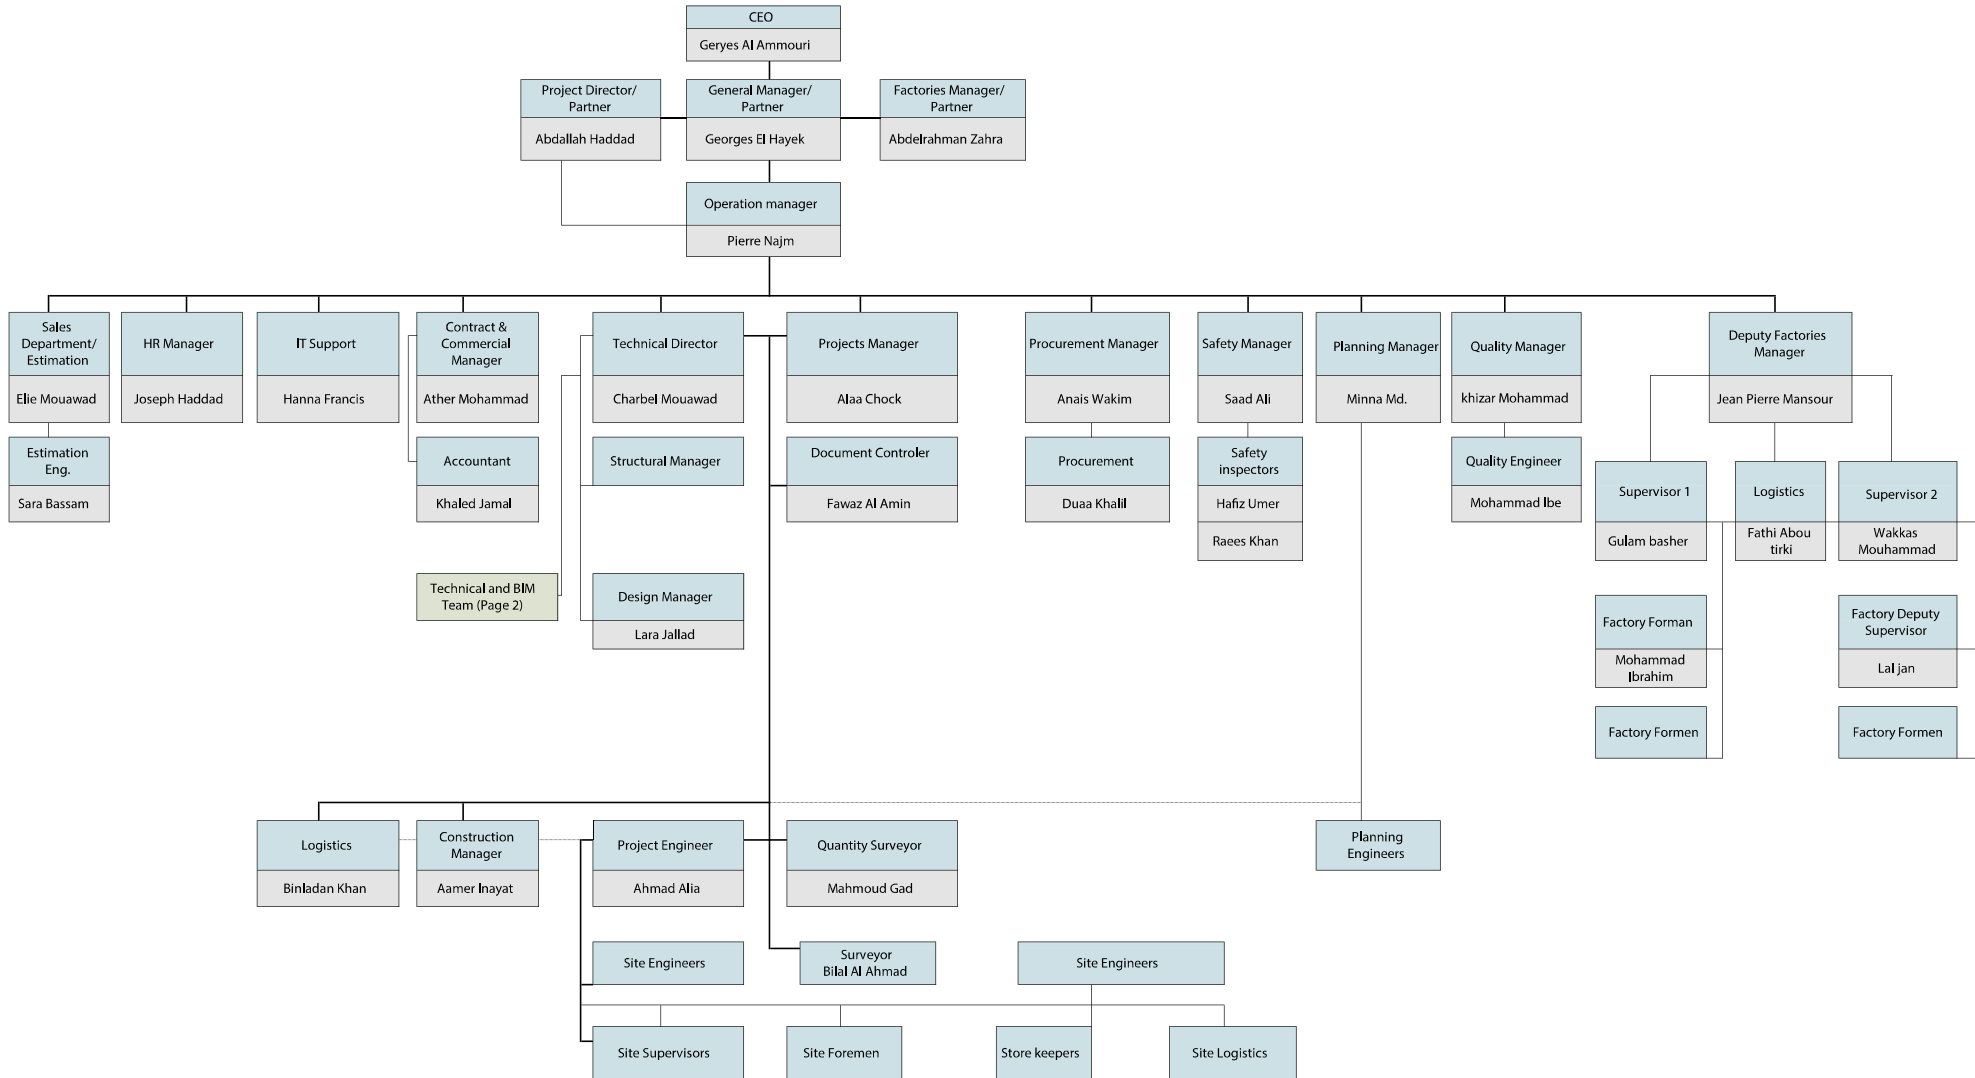 CEO
Geryes Al Ammouri
Project Director/
Partner
Abdallah Haddad
General Manager/
Partner
Georges El Hayek
Factories Manager/
Partner
Abdelrahman Zahra
Operation manager
Pierre Najm
Sales
Department/
Estimation
Elie Mouawad
HR Manager
Joseph Haddad
IT Support
Hanna Francis
Contract &
Commercial
Manager
Ather Mohammad
Technical Director
Charbel Mouawad
Projects Manager
Alaa Chock
Procurement Manager
Anais Wakim
Safety Manager
Saad Ali
Planning Manager
Minna Md.
Quality Manager
khizar Mohammad
Deputy Factories
Manager
Jean Pierre Mansour
Estimation
Eng.
Sara Bassam
Accountant
Khaled Jamal
Structural Manager
Document Controler
Fawaz Al Amin
Procurement
Duaa Khalil
Safety
inspectors
Hafiz Umer
Raees Khan
Quality Engineer
Mohammad Ibe
Supervisor 1
Gulam basher
Logistics
Fathi Abou
tirki
Supervisor 2
Wakkas
Mouhammad
Technical and BIM
Team (Page 2)
Design Manager
Lara Jallad
Factory Forman
Mohammad
Ibrahim
Factory Deputy
Supervisor
Lal jan
Factory Formen
Factory Formen
Logistics
Binladan Khan
Construction
Manager
Aamer Inayat
Project Engineer
Ahmad Alia
Quantity Surveyor
Mahmoud Gad
Planning
Engineers
Site Engineers
Surveyor
Bilal Al Ahmad
Site Engineers
Site Supervisors
Site Foremen
Store keepers
Site Logistics